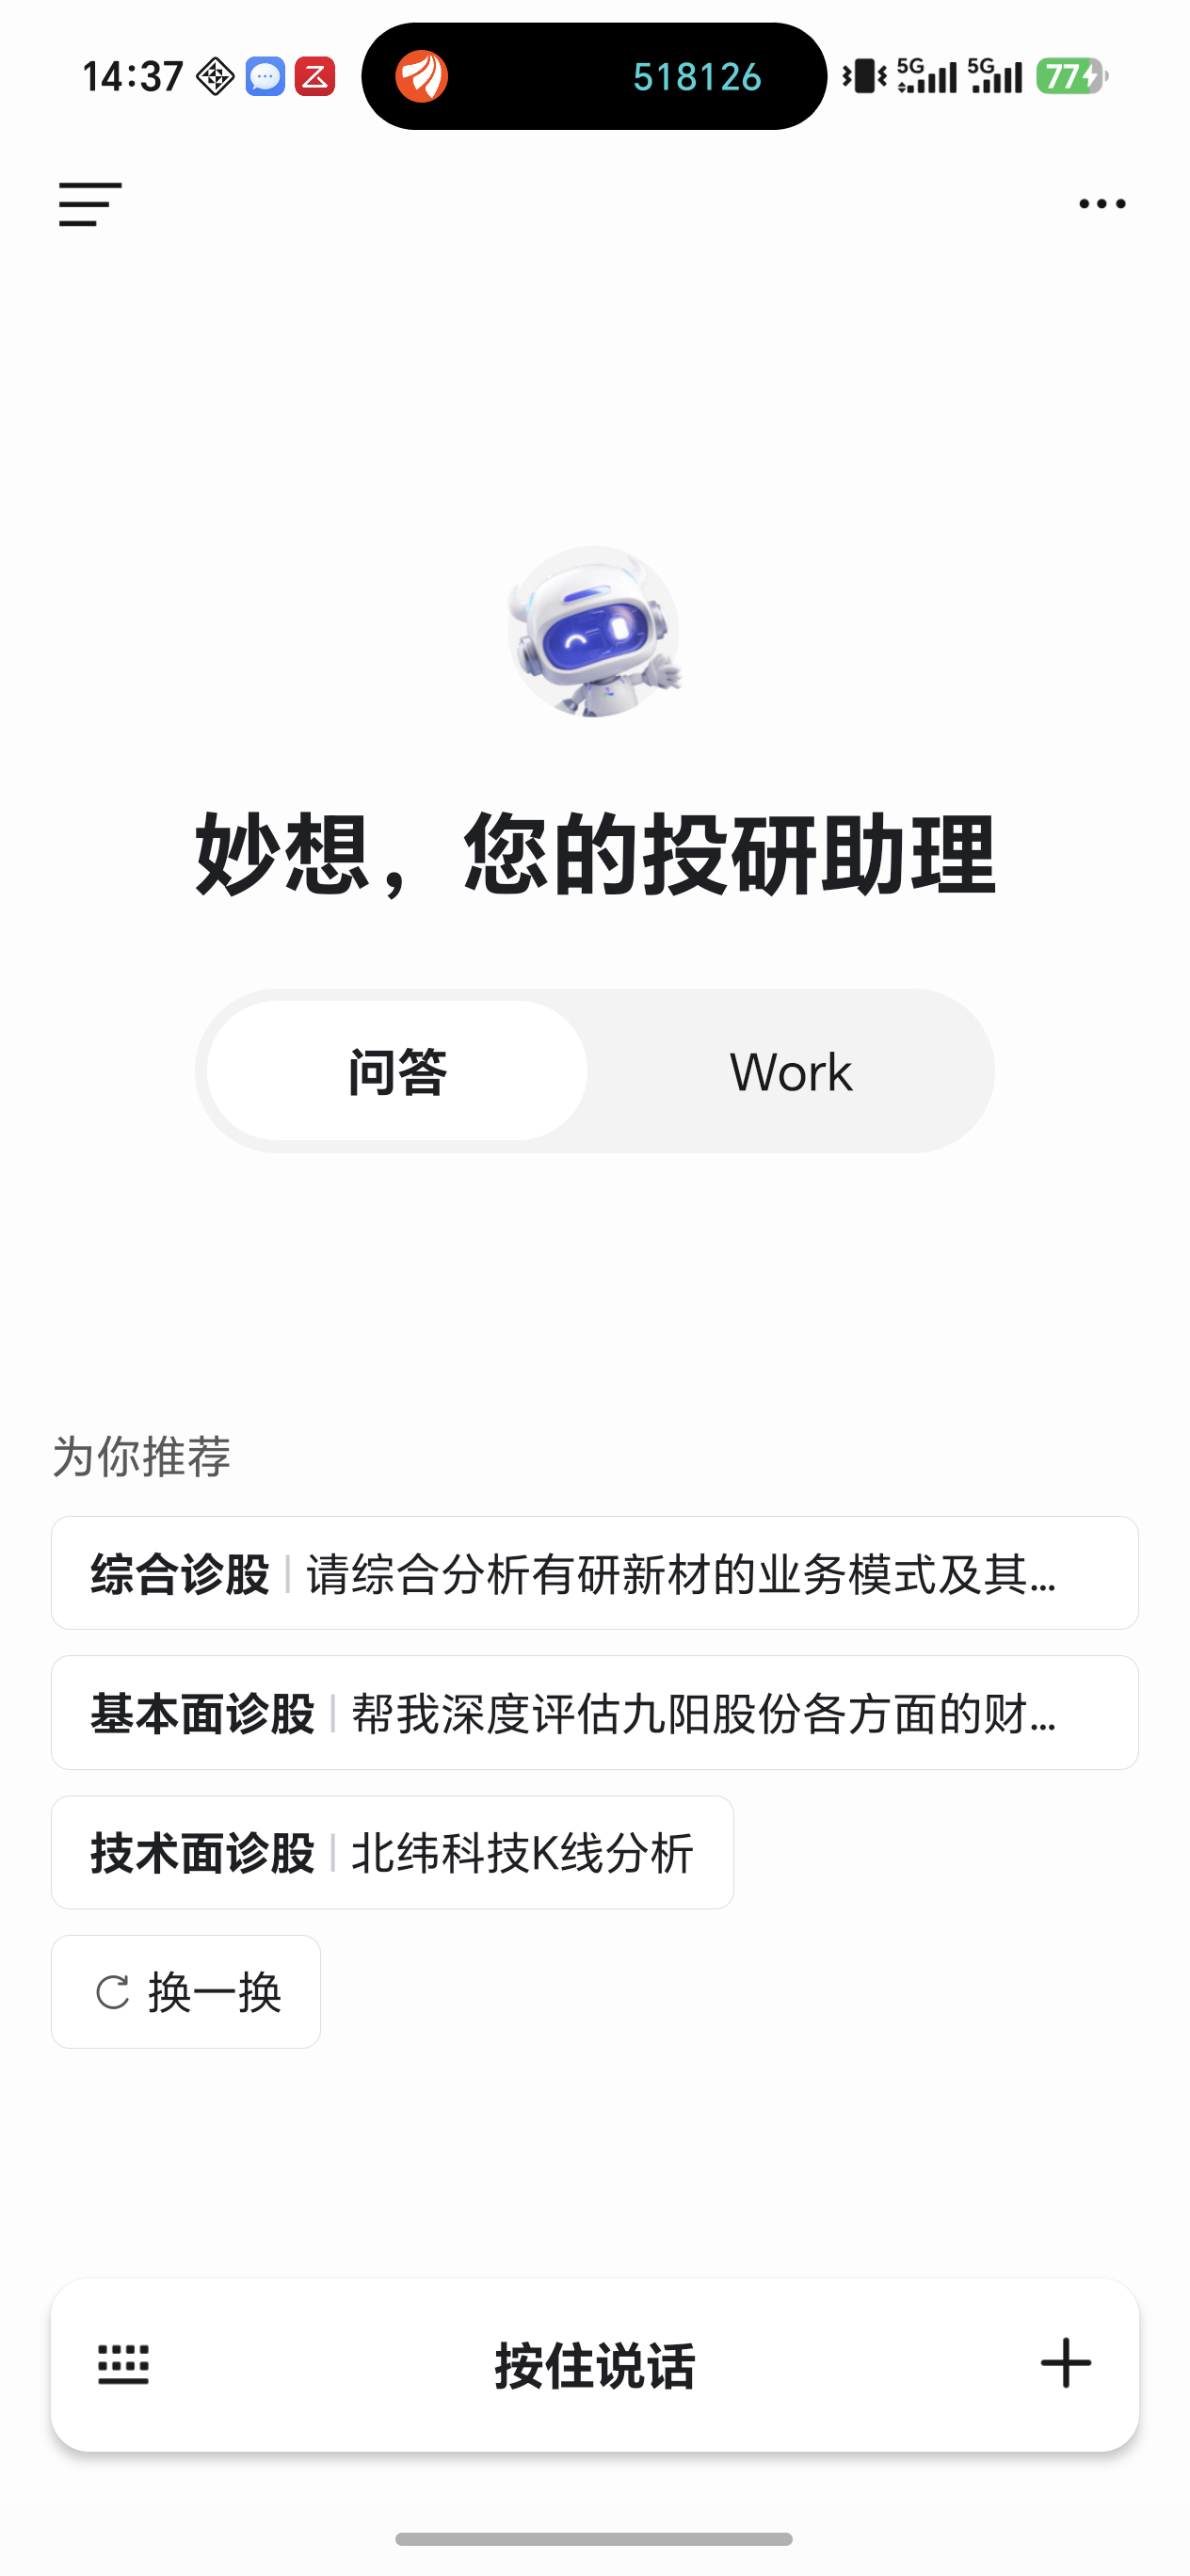 14:37
518126
5G
5G
77
妙想，您的投研助理
问答
Work
为你推荐
综合诊股 | 请综合分析有研新材的业务模式及其...
基本面诊股 | 帮我深度评估九阳股份各方面的财...
技术面诊股 | 北纬科技K线分析
换一换
按住说话